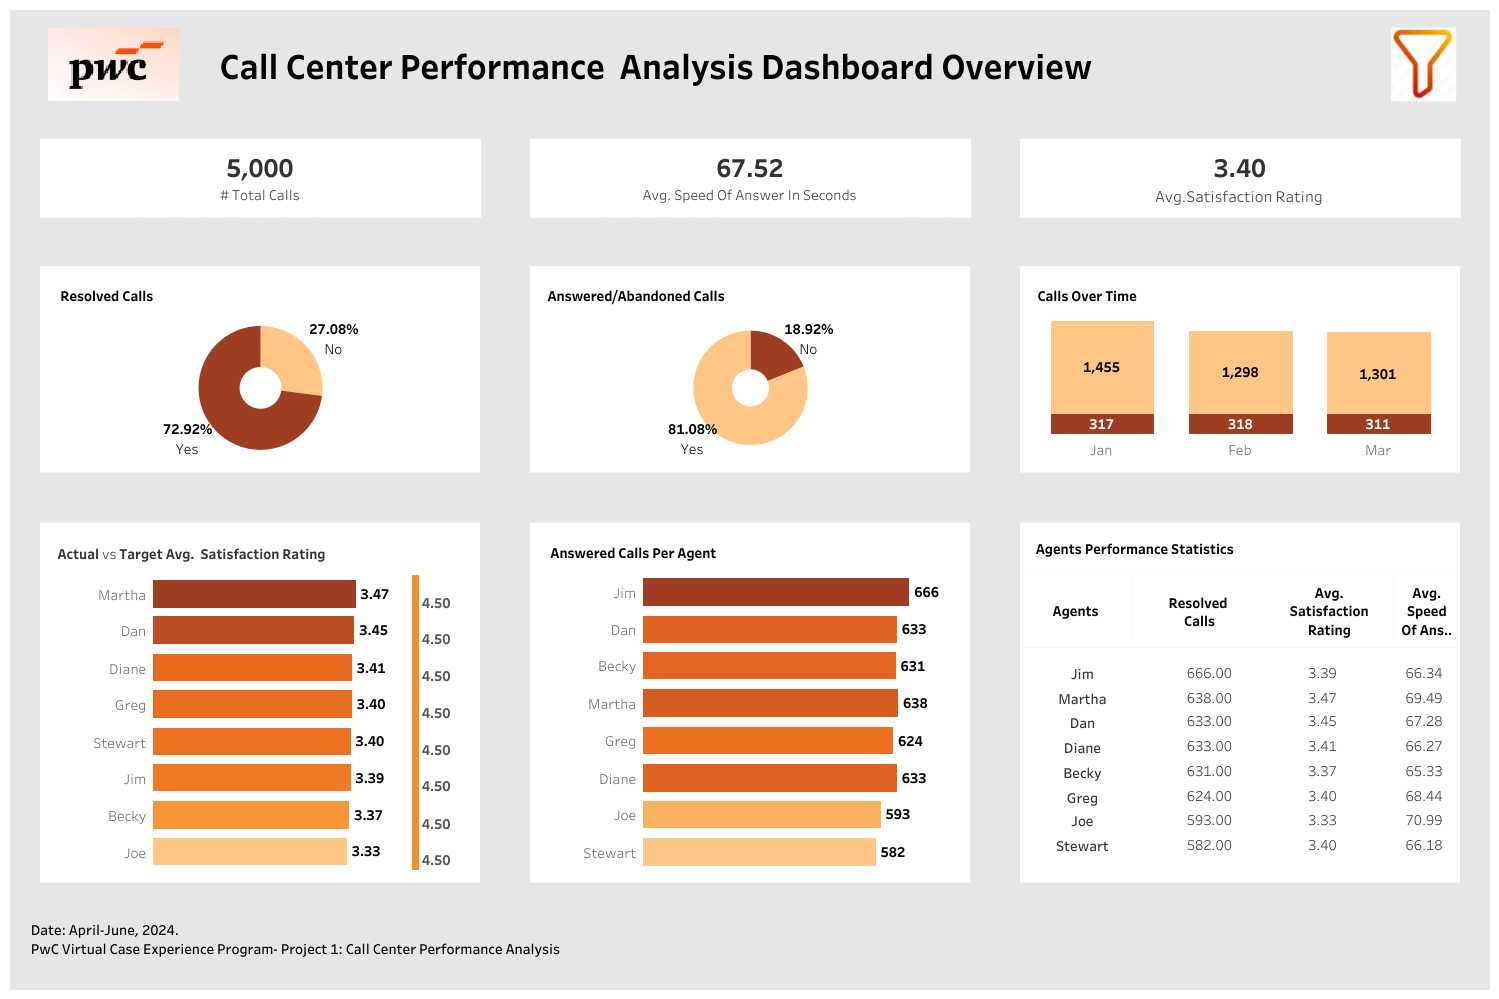 pwc
Call Center Performance  Analysis Dashboard Overview
5,000
# Total Calls
67.52
Avg. Speed Of Answer In Seconds
3.40
Avg.Satisfaction Rating
Resolved Calls
27.08%
No
72.92%
Yes
Answered/Abandoned Calls
18.92%
No
81.08%
Yes
Calls Over Time
1,455
1,298
1,301
317
318
311
Jan
Feb
Mar
Actual vs Target Avg.  Satisfaction Rating
Martha 3.47 4.50
Dan 3.45 4.50
Diane 3.41 4.50
Greg 3.40 4.50
Stewart 3.40 4.50
Jim 3.39 4.50
Becky 3.37 4.50
Joe 3.33 4.50
Answered Calls Per Agent
Jim 666
Dan 633
Becky 631
Martha 638
Greg 624
Diane 633
Joe 593
Stewart 582
Agents Performance Statistics
Agents
Resolved
Calls
Avg.
Satisfaction
Rating
Avg.
Speed
Of Ans..
Jim 666.00 3.39 66.34
Martha 638.00 3.47 69.49
Dan 633.00 3.45 67.28
Diane 633.00 3.41 66.27
Becky 631.00 3.37 65.33
Greg 624.00 3.40 68.44
Joe 593.00 3.33 70.99
Stewart 582.00 3.40 66.18
Date: April-June, 2024.
PwC Virtual Case Experience Program- Project 1: Call Center Performance Analysis